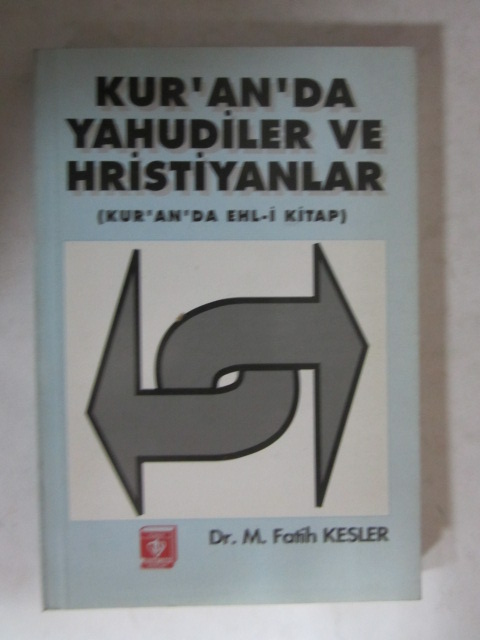 KUR'AN'DA
YAHUDİLER VE
HRİSTİYANLAR
(KUR'AN'DA EHL-İ KİTAP)
Dr. M. Fatih KESLER